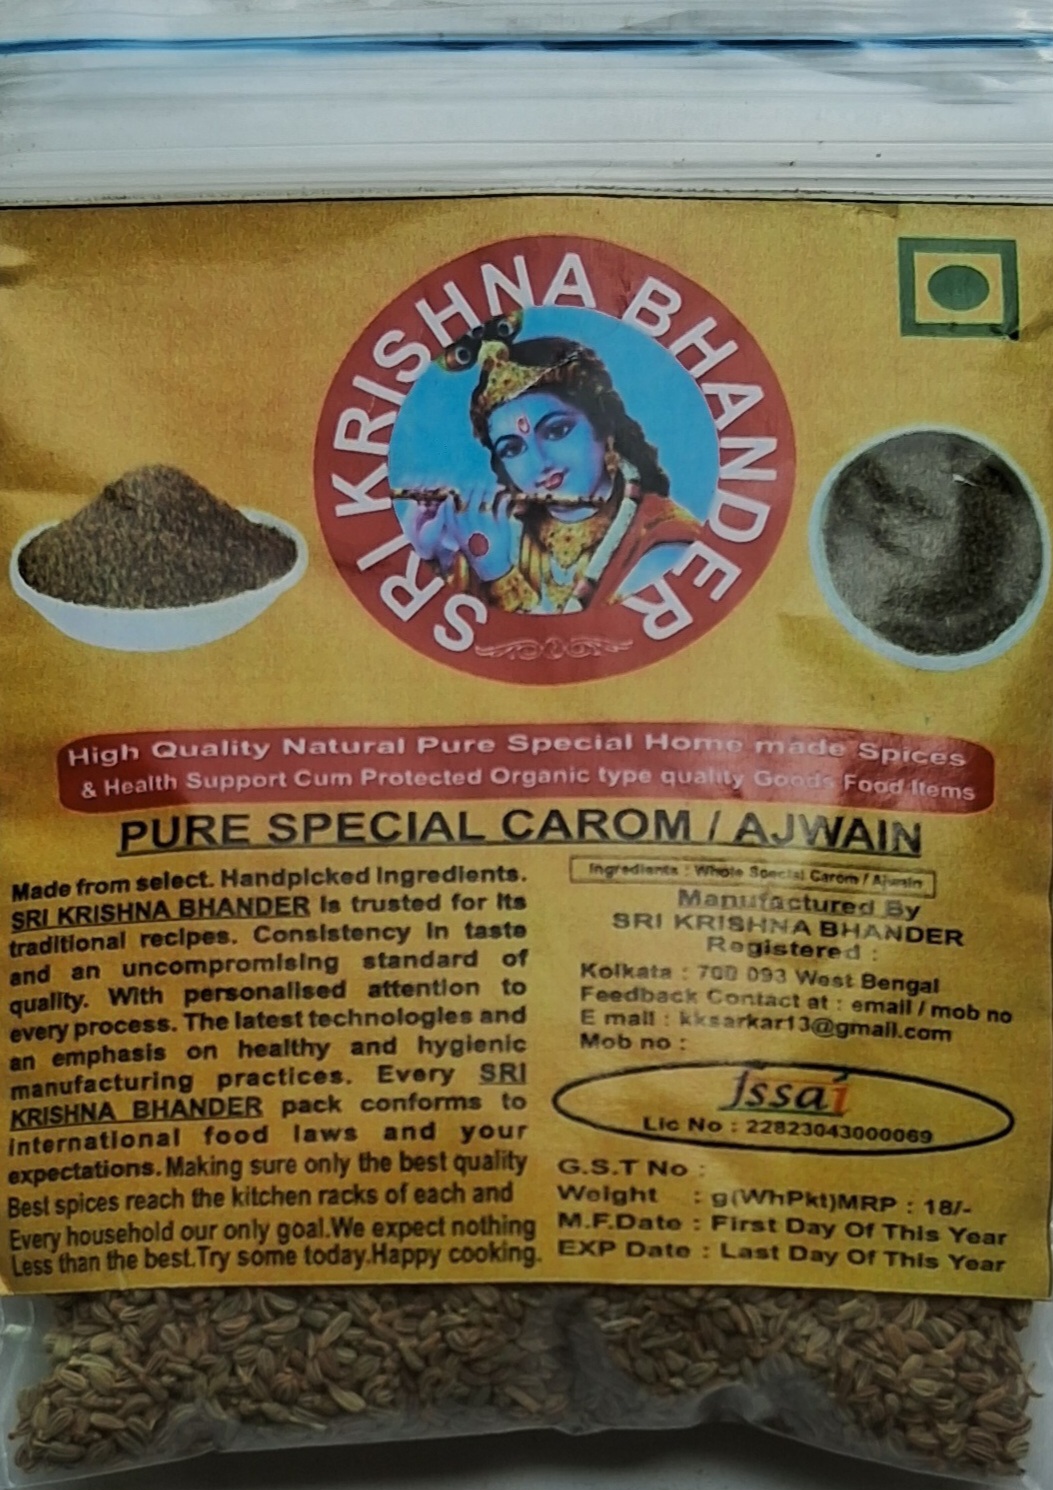 SRI KRISHNA BHANDER
High Quality Natural Pure Special Home made Spices
& Health Support Cum Protected Organic type quality Goods Food Items
PURE SPECIAL CAROM / AJWAIN
Made from select. Handpicked Ingredients.
SRI KRISHNA BHANDER is trusted for its
traditional recipes. Consistency in taste
and an uncompromising standard of
quality. With personalised attention to
every process. The latest technologies and
an emphasis on healthy and hygienic
manufacturing practices. Every SRI
KRISHNA BHANDER pack conforms to
international food laws and your
expectations. Making sure only the best quality
Best spices reach the kitchen racks of each and
Every household our only goal.We expect nothing
Less than the best.Try some today.Happy cooking.
Ingredients : Whole Special Carom / Ajwain
Manufactured By
SRI KRISHNA BHANDER
Registered :
Kolkata : 700 093 West Bengal
Feedback Contact at : email / mob no
E mail : kksarkar13@gmail.com
Mob no :
fssai
Lic No : 22823043000069
G.S.T No :
Weight : g(WhPkt)MRP : 18/-
M.F.Date : First Day Of This Year
EXP Date : Last Day Of This Year